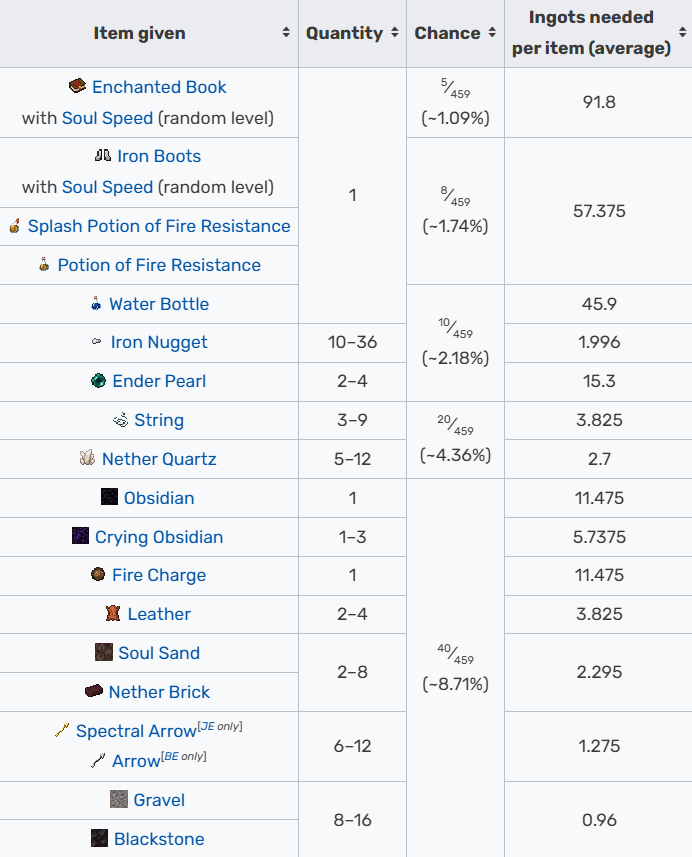 Item given
Quantity
Chance
Ingots needed
per item (average)
Enchanted Book
with Soul Speed (random level)
1
5/459
(~1.09%)
91.8
Iron Boots
with Soul Speed (random level)
8/459
(~1.74%)
57.375
Splash Potion of Fire Resistance
Potion of Fire Resistance
Water Bottle
10/459
(~2.18%)
45.9
Iron Nugget
10–36
1.996
Ender Pearl
2–4
15.3
String
3–9
20/459
(~4.36%)
3.825
Nether Quartz
5–12
2.7
Obsidian
1
40/459
(~8.71%)
11.475
Crying Obsidian
1–3
5.7375
Fire Charge
1
11.475
Leather
2–4
3.825
Soul Sand
2–8
2.295
Nether Brick
Spectral Arrow[JE only]
Arrow[BE only]
6–12
1.275
Gravel
8–16
0.96
Blackstone